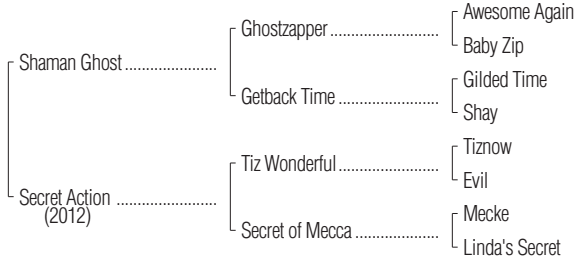 Awesome Again
Ghostzapper ......................
Baby Zip
Shaman Ghost ......................
Gilded Time
Getback Time ......................
Shay
Tiznow
Tiz Wonderful ......................
Evil
Secret Action ......................
(2012)
Mecke
Secret of Mecca ...................
Linda's Secret